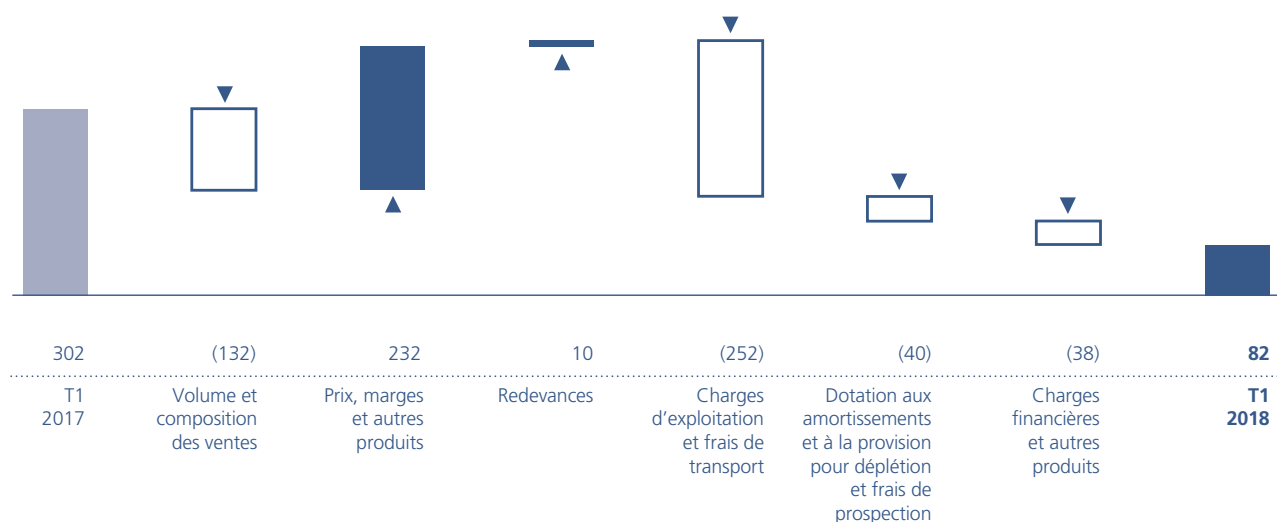 302 (132) 232 10 (252) (40) (38) 82
T1
2017
Volume et
composition
des ventes
Prix, marges
et autres
produits
Redevances
Charges
d'exploitation
et frais de
transport
Dotation aux
amortissements
et à la provision
pour déplétion
et frais de
prospection
Charges
financières
et autres
produits
T1
2018